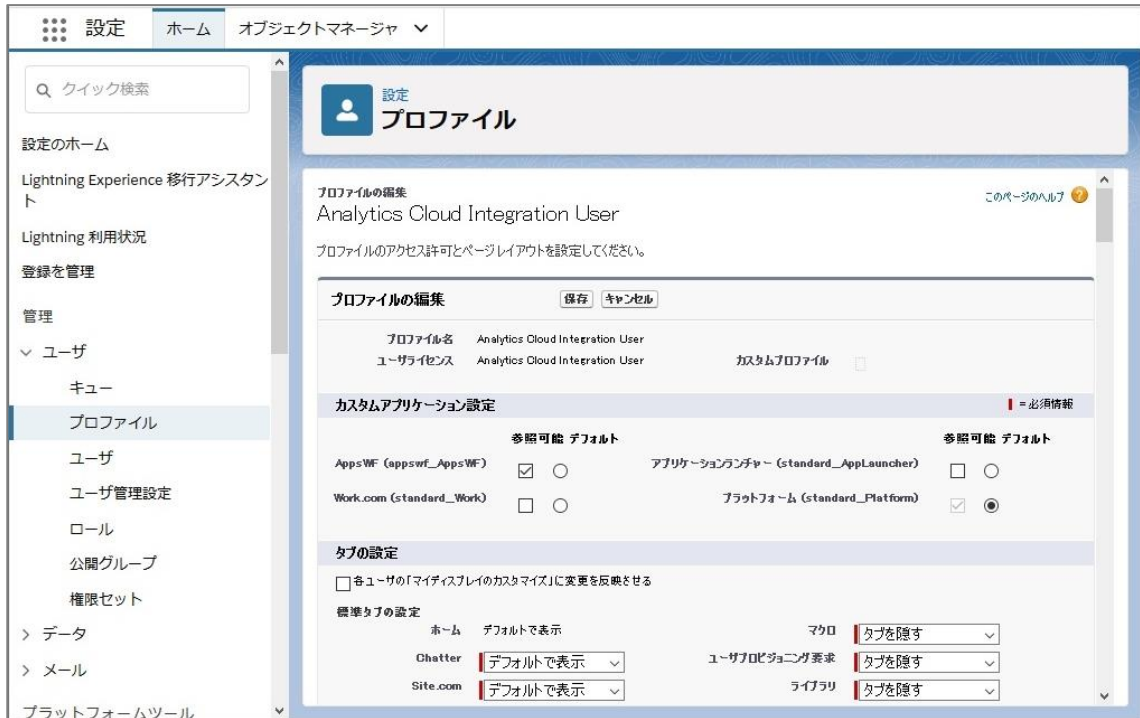 設定
ホーム
オブジェクトマネージャ
クイック検索
設定のホーム
Lightning Experience 移行アシスタン
ト
Lightning 利用状況
登録を管理
管理
ユーザ
キュー
プロファイル
ユーザ
ユーザ管理設定
ロール
公開グループ
権限セット
データ
メール
プラットフォームツール
設定
プロファイル
プロファイルの編集
このページのヘルプ
Analytics Cloud Integration User
プロファイルのアクセス許可とページレイアウトを設定してください。
プロファイルの編集 保存 キャンセル
プロファイル名 Analytics Cloud Integration User
ユーザライセンス Analytics Cloud Integration User カスタムプロファイル
カスタムアプリケーション設定 = 必須情報
参照可能 デフォルト 参照可能 デフォルト
AppsWF (appswf_AppsWF) アプリケーションランチャー (standard_AppLauncher)
Work.com (standard_Work) プラットフォーム (standard_Platform)
タブの設定
各ユーザの「マイディスプレイのカスタマイズ」に変更を反映させる
標準タブの設定
ホーム デフォルトで表示 マクロ タブを隠す
Chatter デフォルトで表示 ユーザプロビジョニング要求 タブを隠す
Site.com デフォルトで表示 ライブラリ タブを隠す